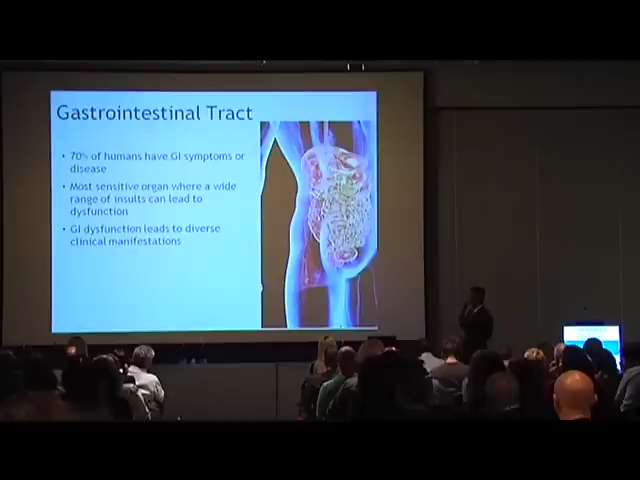 Gastrointestinal Tract
• 70% of humans have GI symptoms or
disease
• Most sensitive organ where a wide
range of insults can lead to
dysfunction
• GI dysfunction leads to diverse
clinical manifestations